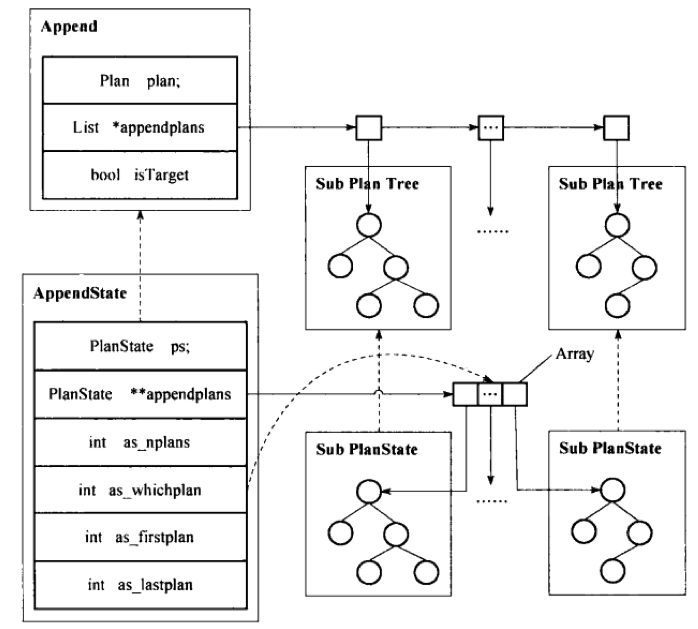 Append
Plan plan;
List *appendplans
...
bool isTarget
Sub Plan Tree
Sub Plan Tree
......
AppendState
PlanState ps;
Array
PlanState **appendplans
...
int as_nplans
Sub PlanState
Sub PlanState
int as_whichplan
......
int as_firstplan
int as_lastplan